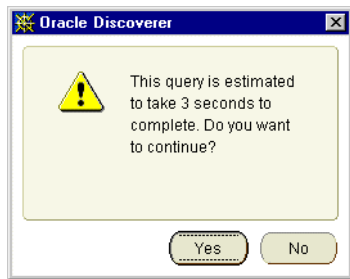 Oracle Discoverer
This query is estimated
to take 3 seconds to
complete. Do you want
to continue?
Yes
No